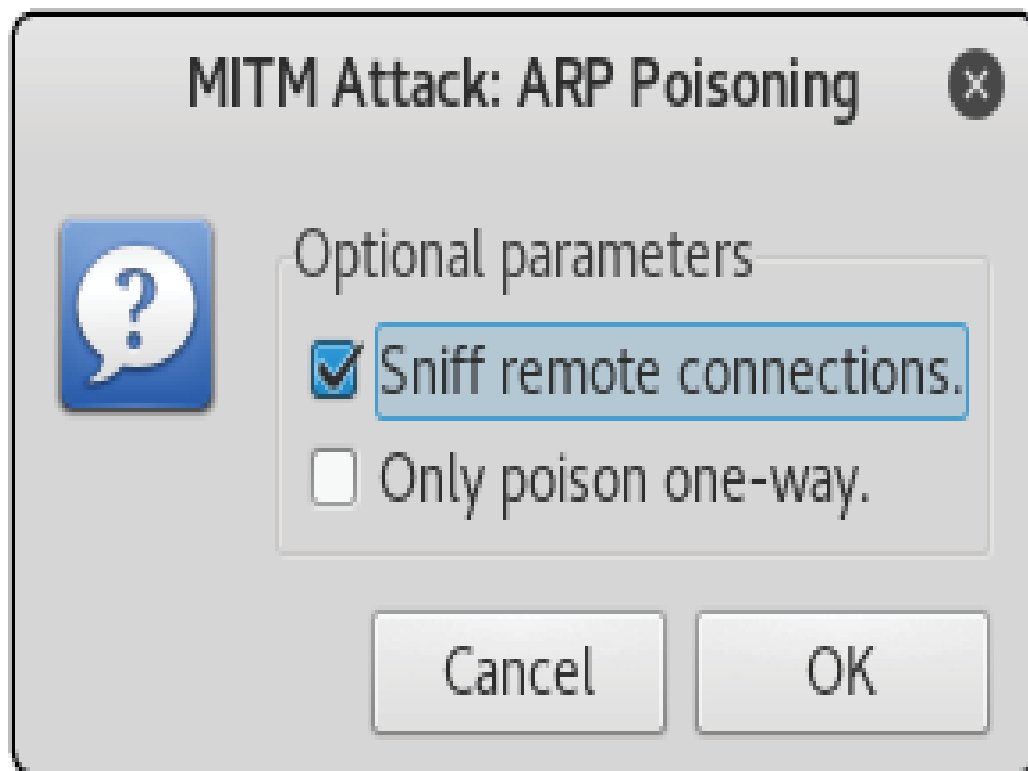 MITM Attack: ARP Poisoning
Optional parameters
Sniff remote connections.
Only poison one-way.
Cancel
OK